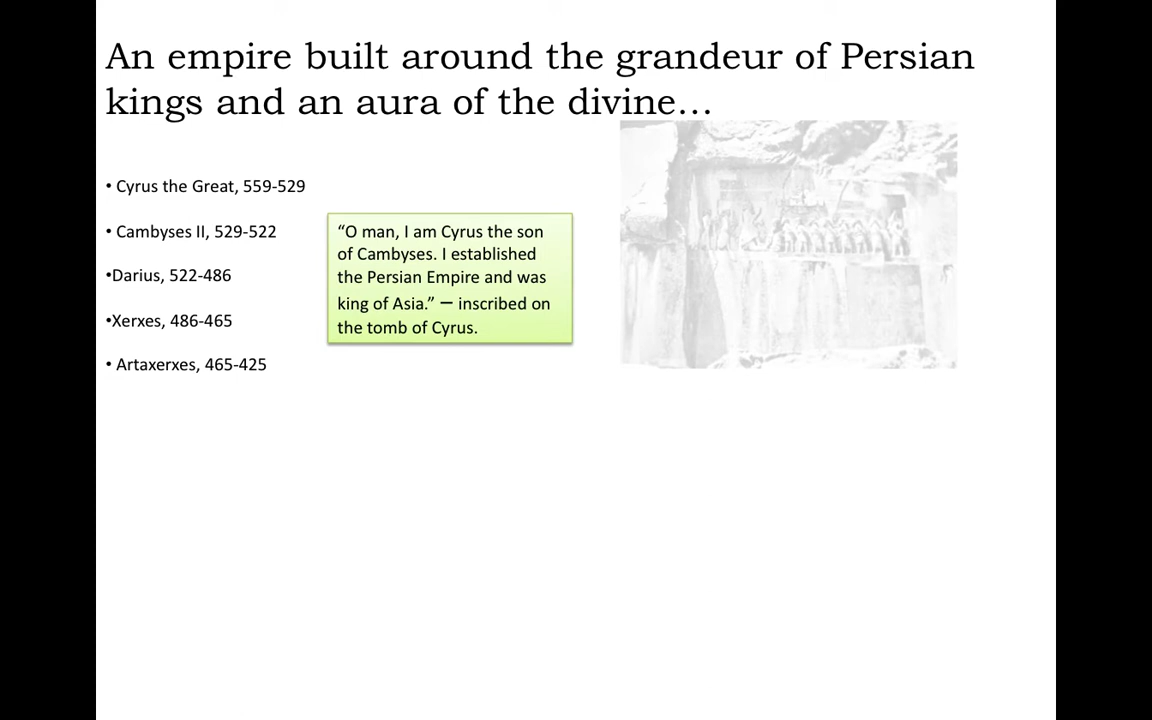 An empire built around the grandeur of Persian
kings and an aura of the divine…
• Cyrus the Great, 559-529
• Cambyses II, 529-522
•Darius, 522-486
•Xerxes, 486-465
• Artaxerxes, 465-425
“O man, I am Cyrus the son
of Cambyses. I established
the Persian Empire and was
king of Asia.” — inscribed on
the tomb of Cyrus.